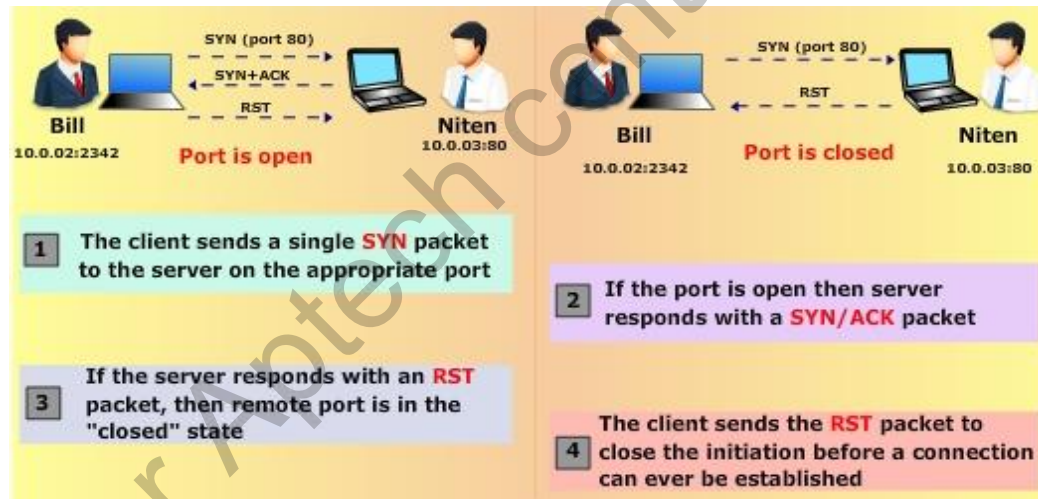 SYN (port 80)
SYN+ACK
RST
Bill
10.0.02:2342
Niten
10.0.03:80
Port is open
SYN (port 80)
RST
Bill
10.0.02:2342
Niten
10.0.03:80
Port is closed
1
The client sends a single SYN packet
to the server on the appropriate port
2
If the port is open then server
responds with a SYN/ACK packet
3
If the server responds with an RST
packet, then remote port is in the
"closed" state
4
The client sends the RST packet to
close the initiation before a connection
can ever be established
r Aptech